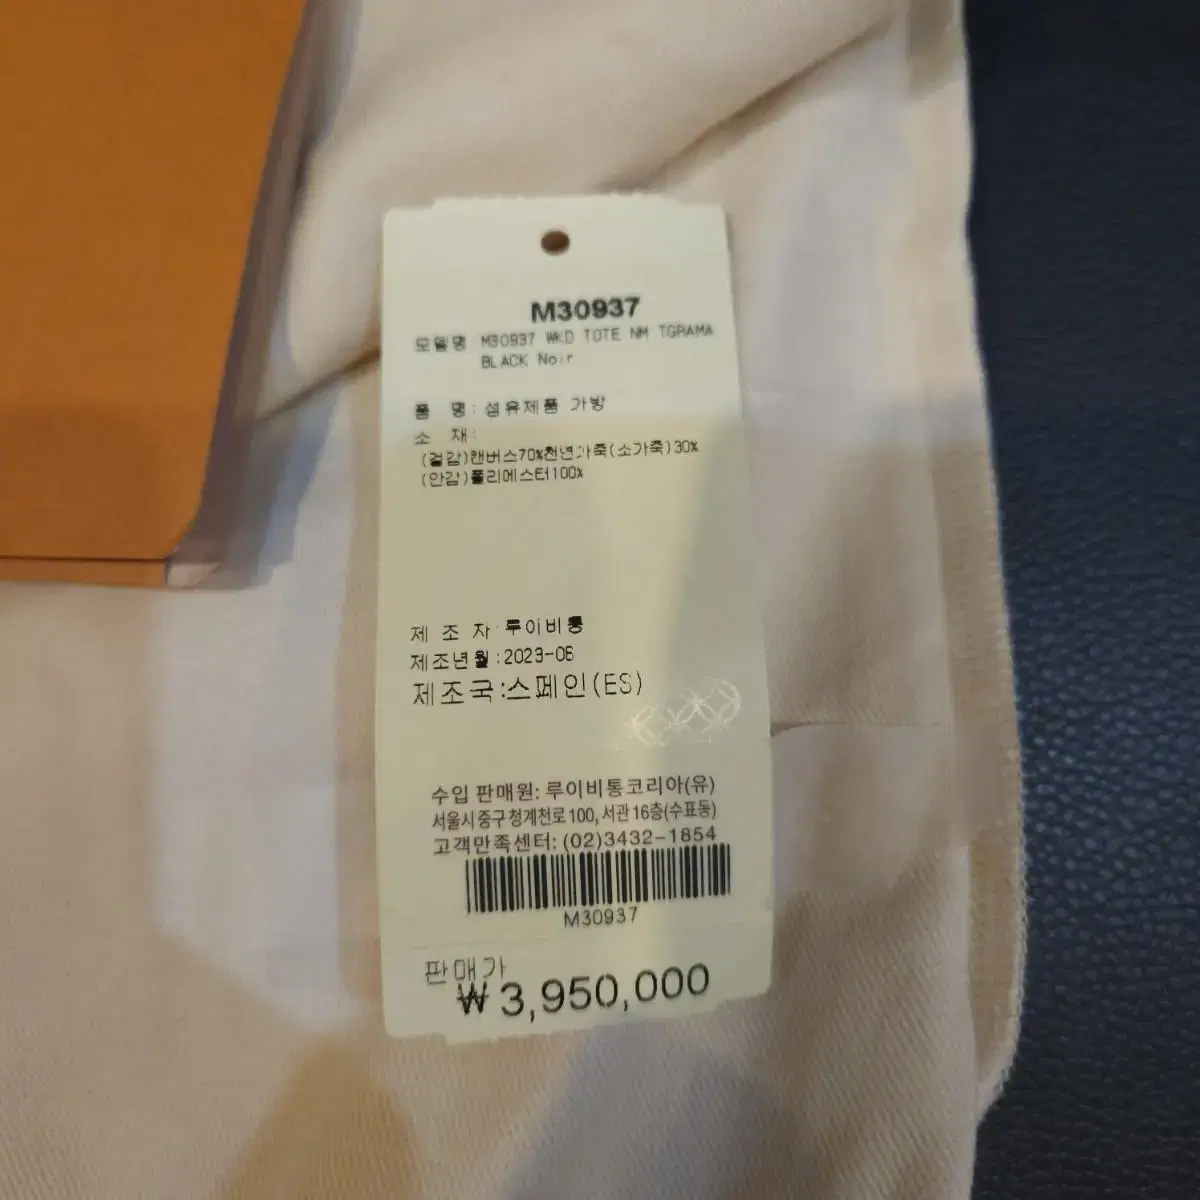 M30937
모델명 M30937 WKD TOTE NM TGRAMA
BLACK Noir
품 명: 섬유제품 가방
소 재:
(겉감)캔버스70%천연가죽(소가죽)30%
(안감)폴리에스터100%
제 조 자:루이비통
제조년월:2023-06
제조국:스페인(ES)
수입 판매원: 루이비통코리아(유)
서울시중구청계천로100, 서관16층(수표동)
고객만족센터: (02)3432-1854
M30937
판매가
₩3,950,000